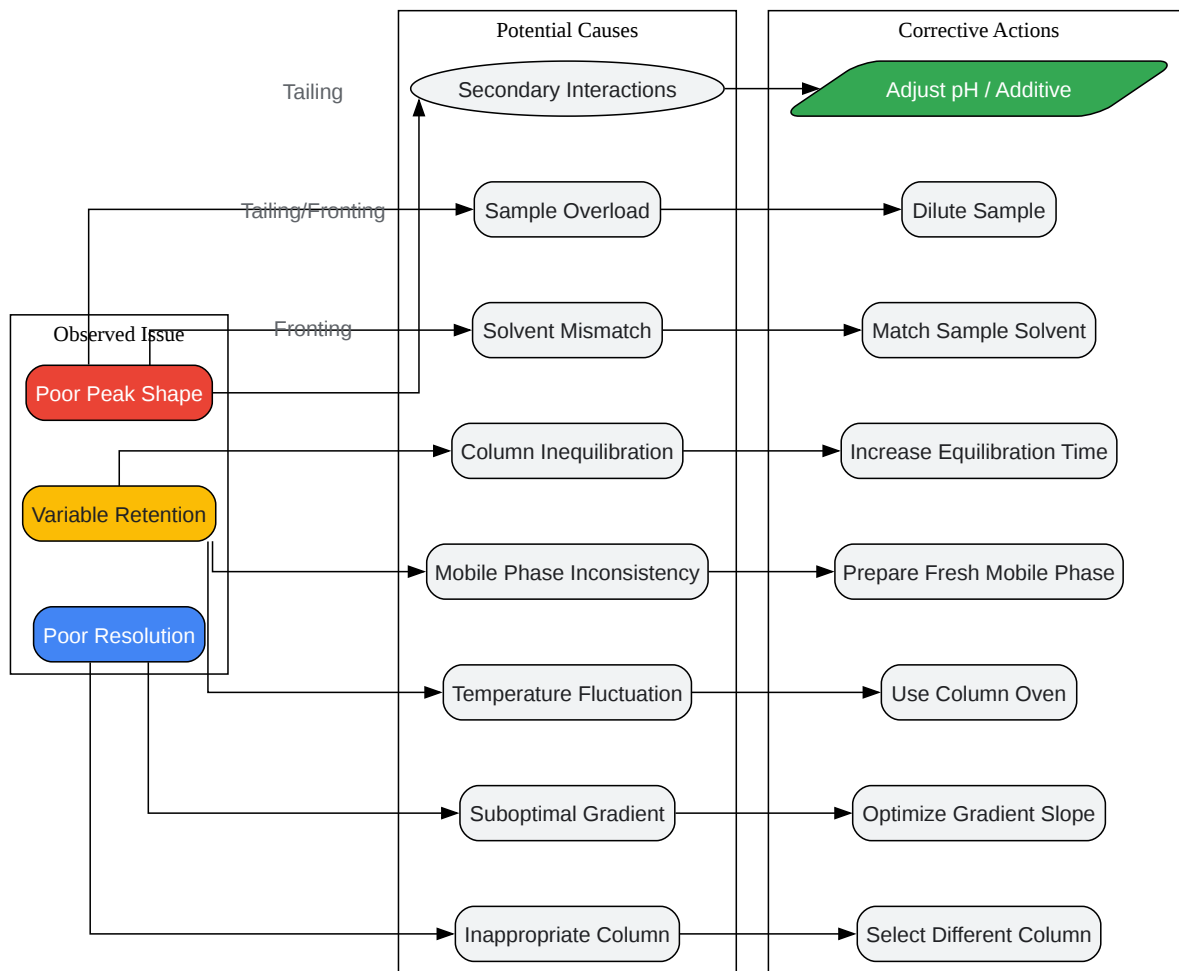 Potential Causes
Corrective Actions
Tailing
Secondary Interactions
Adjust pH / Additive
Tailing/Fronting
Sample Overload
Dilute Sample
Observed Issue
Fronting
Solvent Mismatch
Match Sample Solvent
Poor Peak Shape
Column Inequilibration
Increase Equilibration Time
Variable Retention
Mobile Phase Inconsistency
Prepare Fresh Mobile Phase
Poor Resolution
Temperature Fluctuation
Use Column Oven
Suboptimal Gradient
Optimize Gradient Slope
Inappropriate Column
Select Different Column